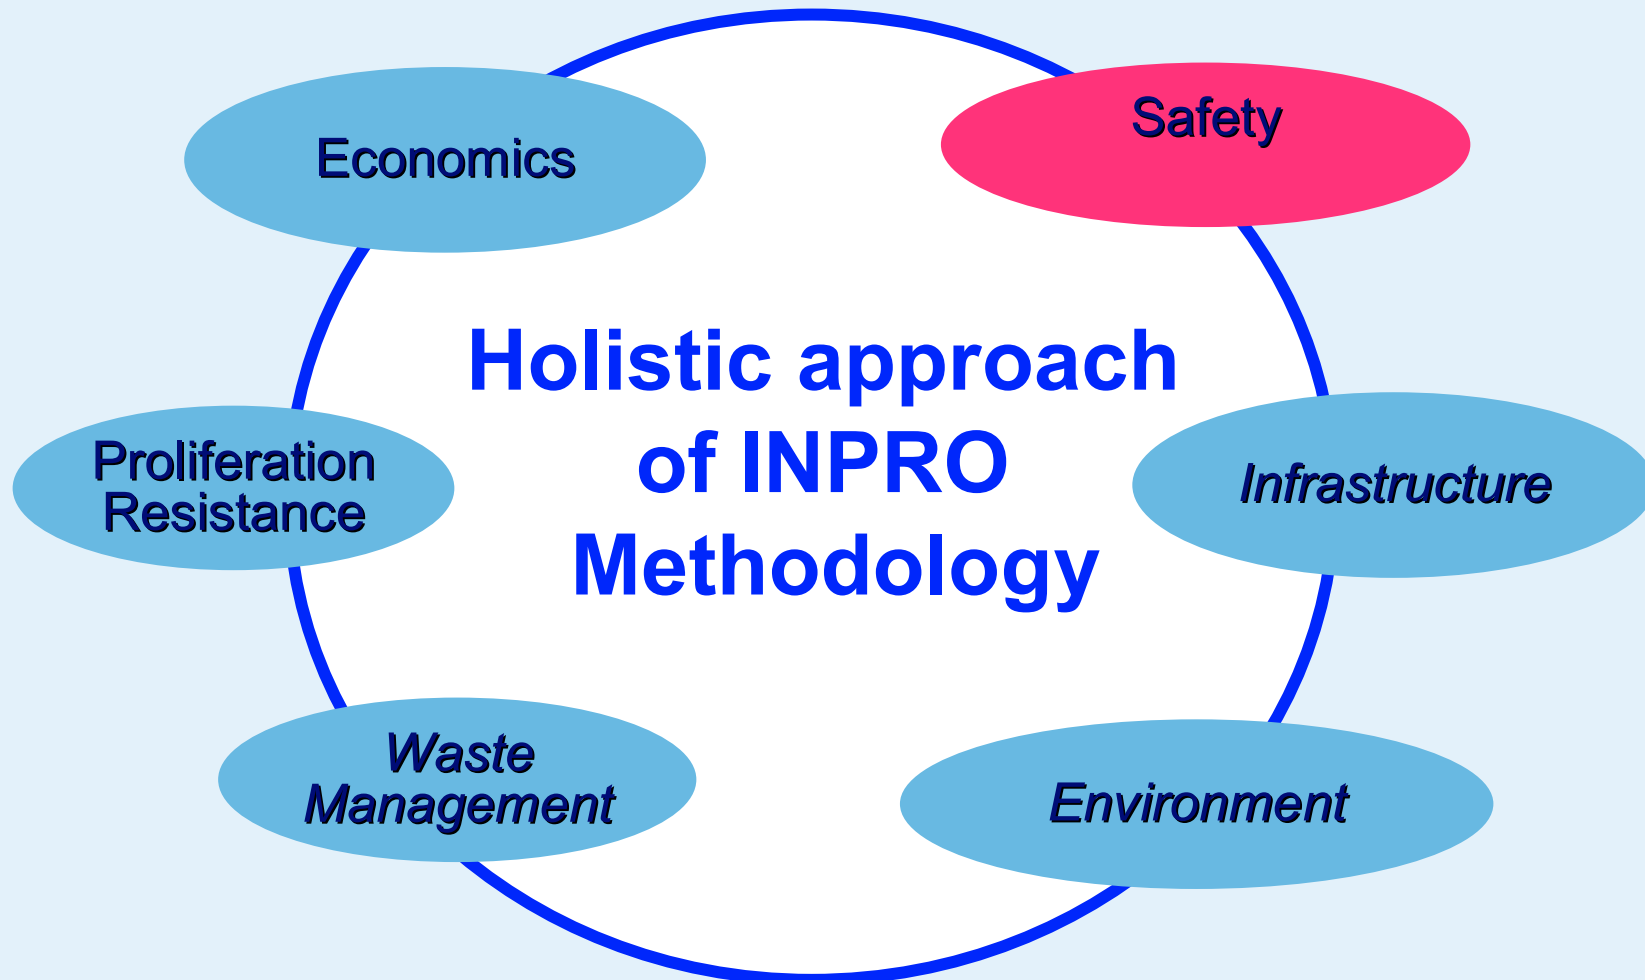 Economics
Safety
Holistic approach
of INPRO
Methodology
Proliferation
Resistance
Infrastructure
Waste
Management
Environment